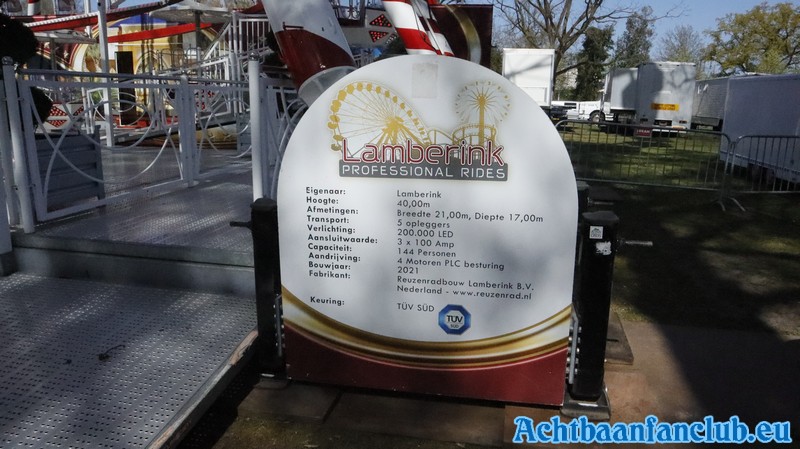 Lamberink
PROFESSIONAL RIDES
Eigenaar: Lamberink
Hoogte: 40,00m
Afmetingen: Breedte 21,00m, Diepte 17,00m
Transport: 5 opleggers
Verlichting: 200.000 LED
Aansluitwaarde: 3 x 100 Amp
Capaciteit: 144 Personen
Aandrijving: 4 Motoren PLC besturing
Bouwjaar: 2021
Fabrikant: Reuzenradbouw Lamberink B.V.
Nederland - www.reuzenrad.nl
Keuring: TÜV SÜD
TÜV
SÜD
Achtbaanfanclub.eu